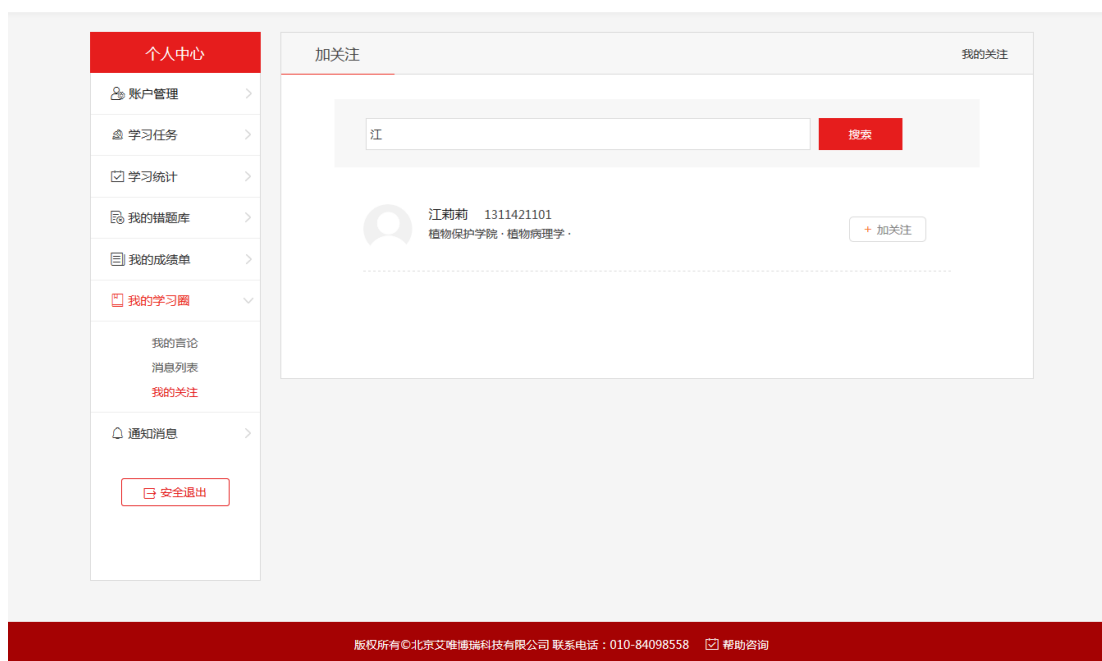 个人中心
账户管理
学习任务
学习统计
我的错题库
我的成绩单
我的学习圈
我的言论
消息列表
我的关注
通知消息
安全退出
加关注
我的关注
江
搜索
江莉莉 1311421101
植物保护学院 · 植物病理学 ·
+ 加关注
版权所有©北京艾唯博瑞科技有限公司 联系电话：010-84098558 帮助咨询